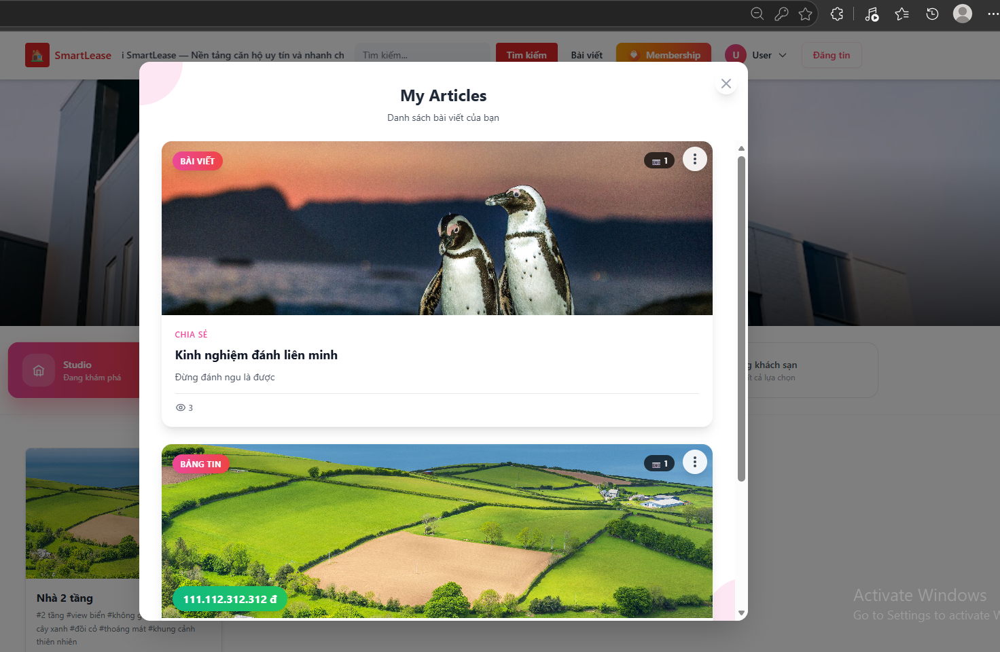 SmartLease
i SmartLease — Nền tảng căn hộ uy tín và nhanh ch
Tìm kiếm...
Tìm kiếm
Bài viết
Membership
U
User
Đăng tin
My Articles
Danh sách bài viết của bạn
BÀI VIẾT
1
CHIA SẺ
Kinh nghiệm đánh liên minh
Đừng đánh ngu là được
3
Studio
Đang khám phá
g khách sạn
ất cả lựa chọn
BẢNG TIN
1
111.112.312.312 đ
Nhà 2 tầng
#2 tầng #view biển #không g
cây xanh #đồi cỏ #thoáng mát #khung cảnh
thiên nhiên
Activate Windows
Go to Settings to activate W